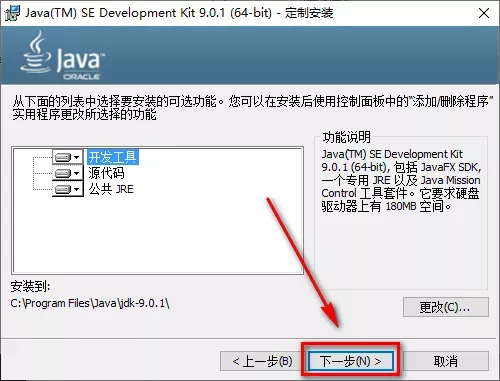 Java(TM) SE Development Kit 9.0.1 (64-bit) - 定制安装
Java
ORACLE
从下面的列表中选择要安装的可选功能。您可以在安装后使用控制面板中的“添加/删除程序”
实用程序更改所选择的功能
开发工具
源代码
公共 JRE
功能说明
Java(TM) SE Development Kit
9.0.1 (64-bit), 包括 JavaFX SDK,
一个专用 JRE 以及 Java Mission
Control 工具套件。它要求硬盘
驱动器上有 180MB 空间。
安装到:
C:\Program Files\Java\jdk-9.0.1\
更改(C)...
< 上一步(B)
下一步(N) >
取消